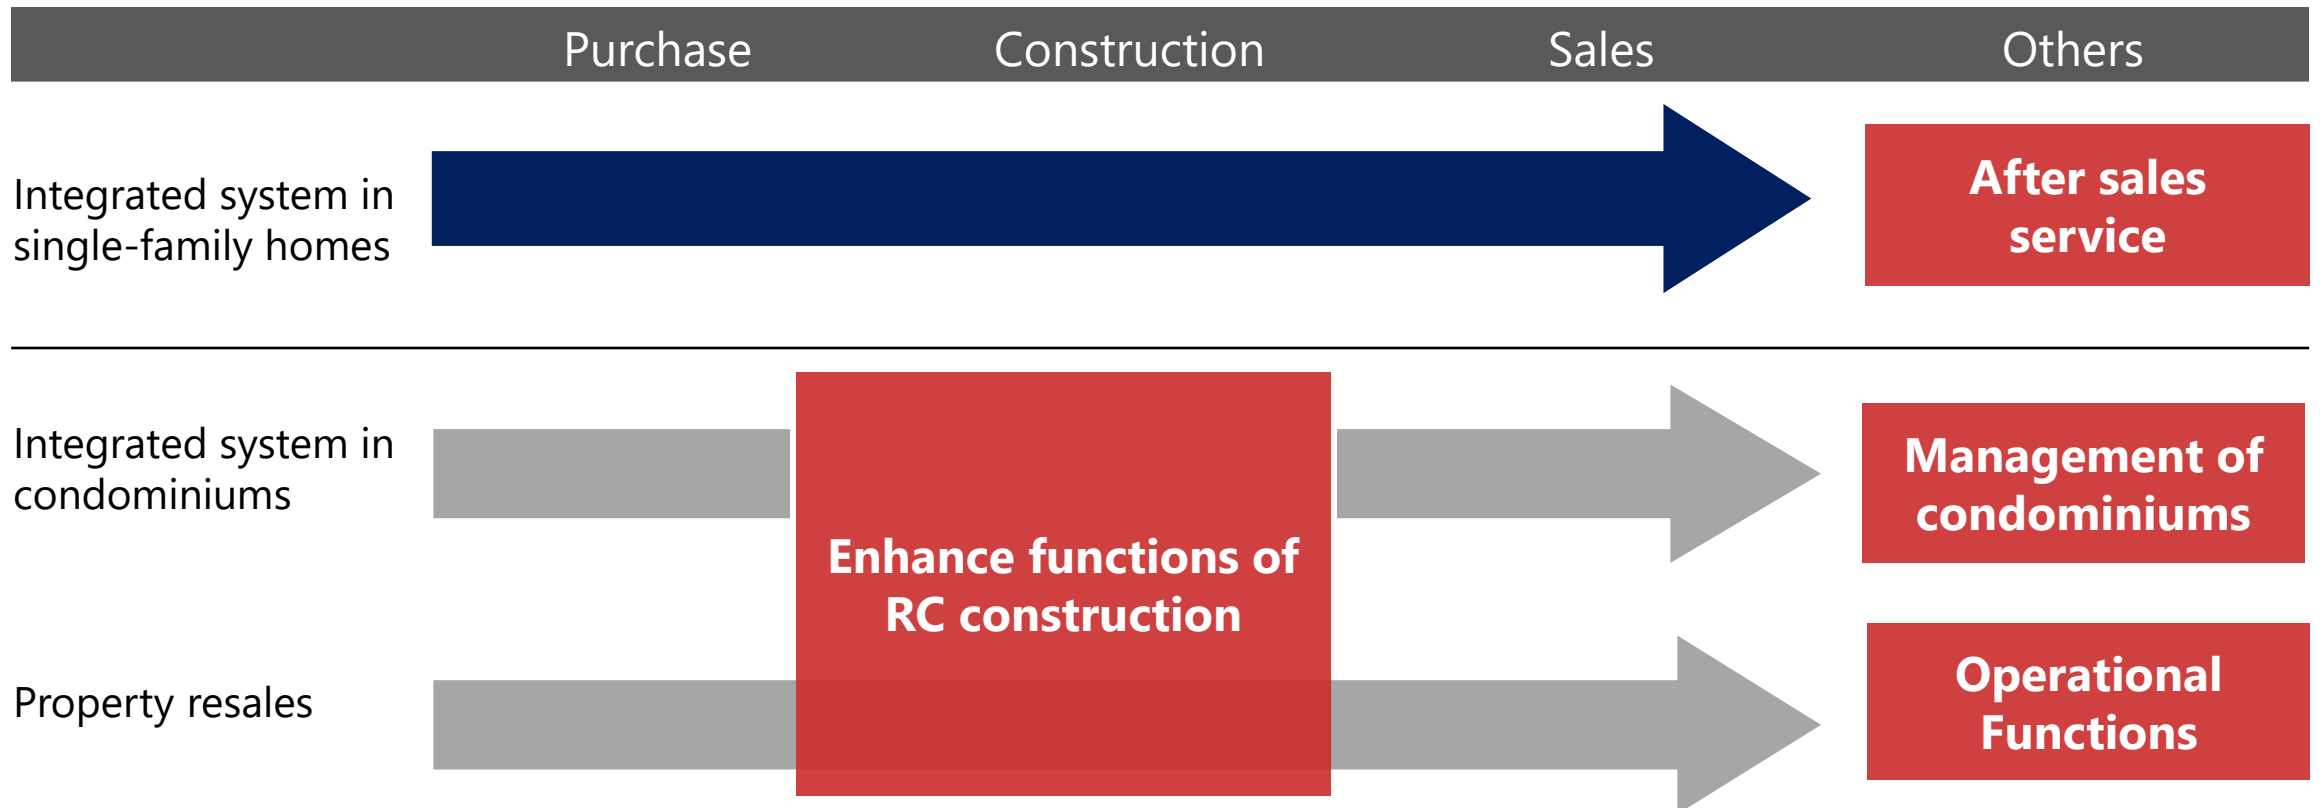 Purchase Construction Sales Others
Integrated system in
single-family homes
After sales
service
Integrated system in
condominiums
Enhance functions of
RC construction
Management of
condominiums
Property resales
Operational
Functions